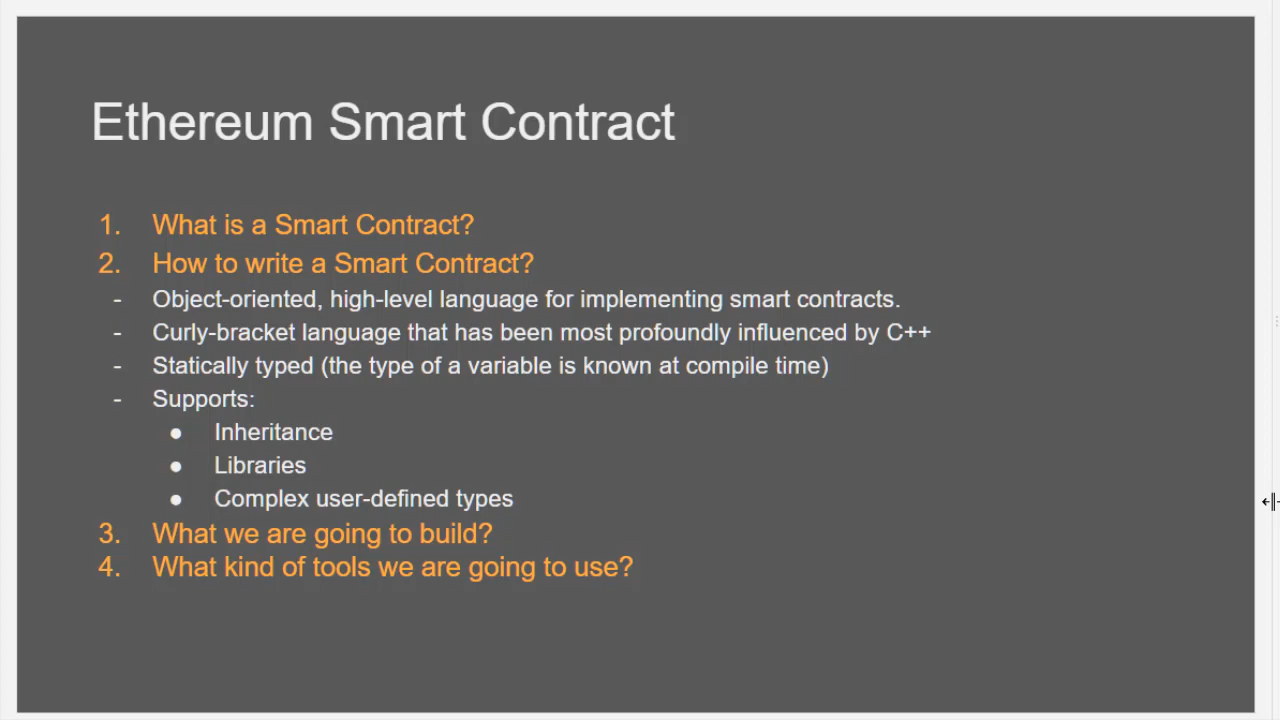 Ethereum Smart Contract
1. What is a Smart Contract?
2. How to write a Smart Contract?
- Object-oriented, high-level language for implementing smart contracts.
- Curly-bracket language that has been most profoundly influenced by C++
- Statically typed (the type of a variable is known at compile time)
- Supports:
● Inheritance
● Libraries
● Complex user-defined types
3. What we are going to build?
4. What kind of tools we are going to use?